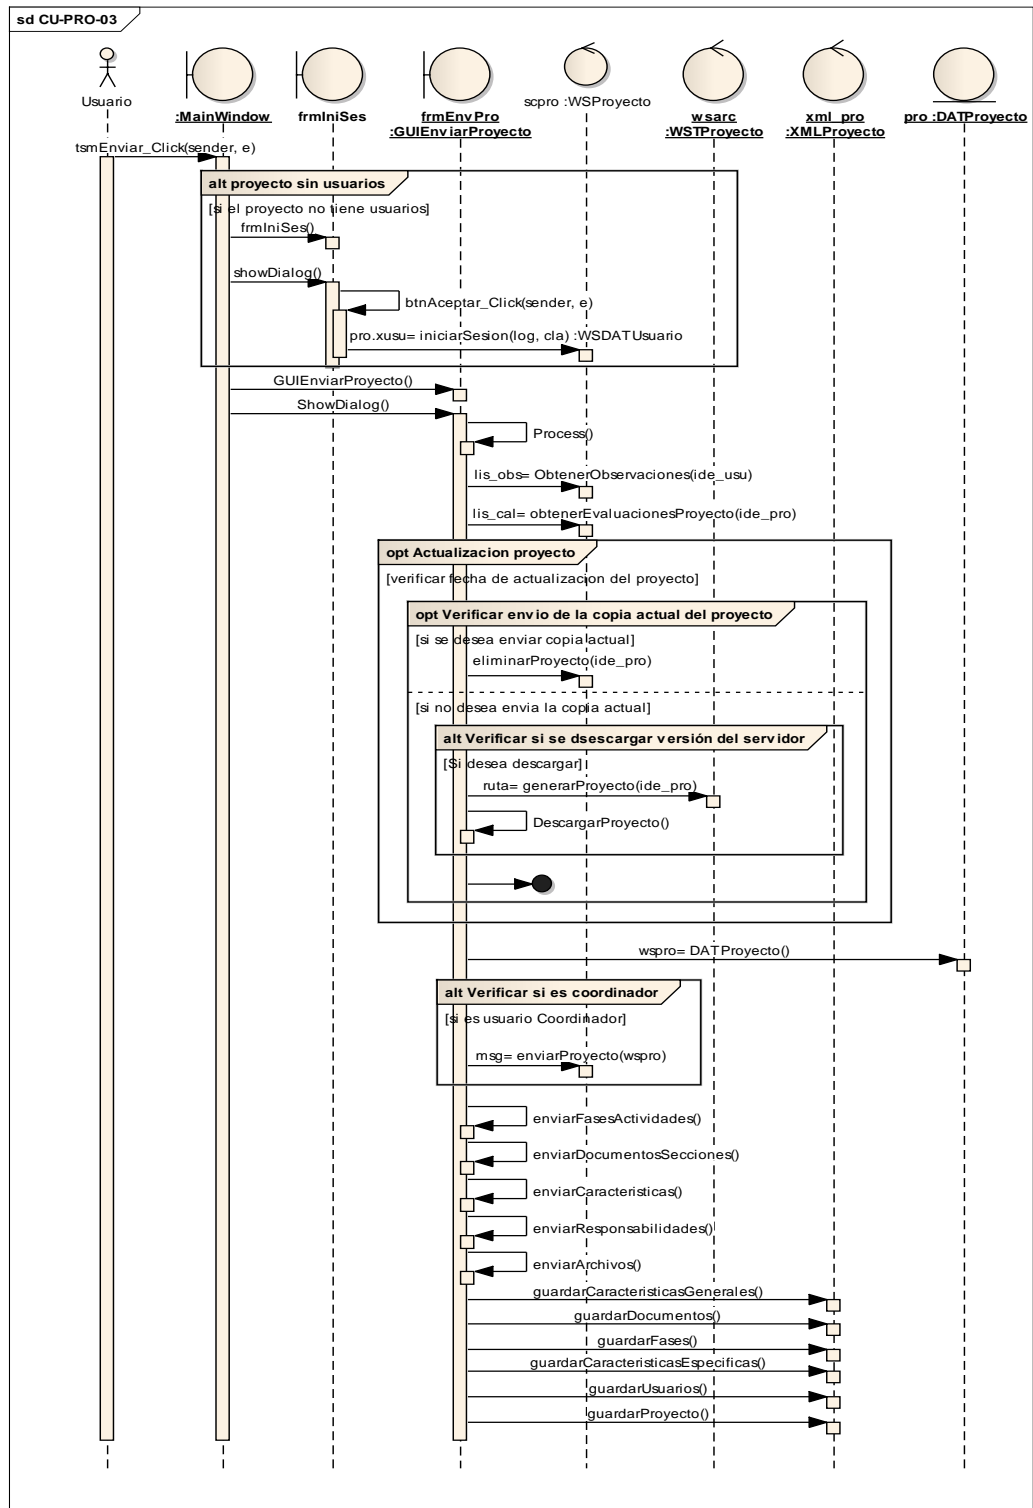 sd CU-PRO-03
Usuario
:MainWindow
frmIniSes
frmEnvPro
:GUIEnviarProyecto
scpro :WSProyecto
wsarc
:WSTProyecto
xml_pro
:XMLProyecto
pro :DATProyecto
tsmEnviar_Click(sender, e)
alt proyecto sin usuarios
[si el proyecto no tiene usuarios]
frmIniSes()
showDialog()
btnAceptar_Click(sender, e)
pro.xusu= iniciarSesion(log, cla) :WSDATUsuario
GUIEnviarProyecto()
ShowDialog()
Process()
lis_obs= ObtenerObservaciones(ide_usu)
lis_cal= obtenerEvaluacionesProyecto(ide_pro)
opt Actualizacion proyecto
[verificar fecha de actualizacion del proyecto]
opt Verificar envio de la copia actual del proyecto
[si se desea enviar copia actual]
eliminarProyecto(ide_pro)
[si no desea envia la copia actual]
alt Verificar si se dsescargar versión del servidor
[Si desea descargar]
ruta= generarProyecto(ide_pro)
DescargarProyecto()
wspro= DATProyecto()
alt Verificar si es coordinador
[si es usuario Coordinador]
msg= enviarProyecto(wspro)
enviarFasesActividades()
enviarDocumentosSecciones()
enviarCaracteristicas()
enviarResponsabilidades()
enviarArchivos()
guardarCaracteristicasGenerales()
guardarDocumentos()
guardarFases()
guardarCaracteristicasEspecificas()
guardarUsuarios()
guardarProyecto()